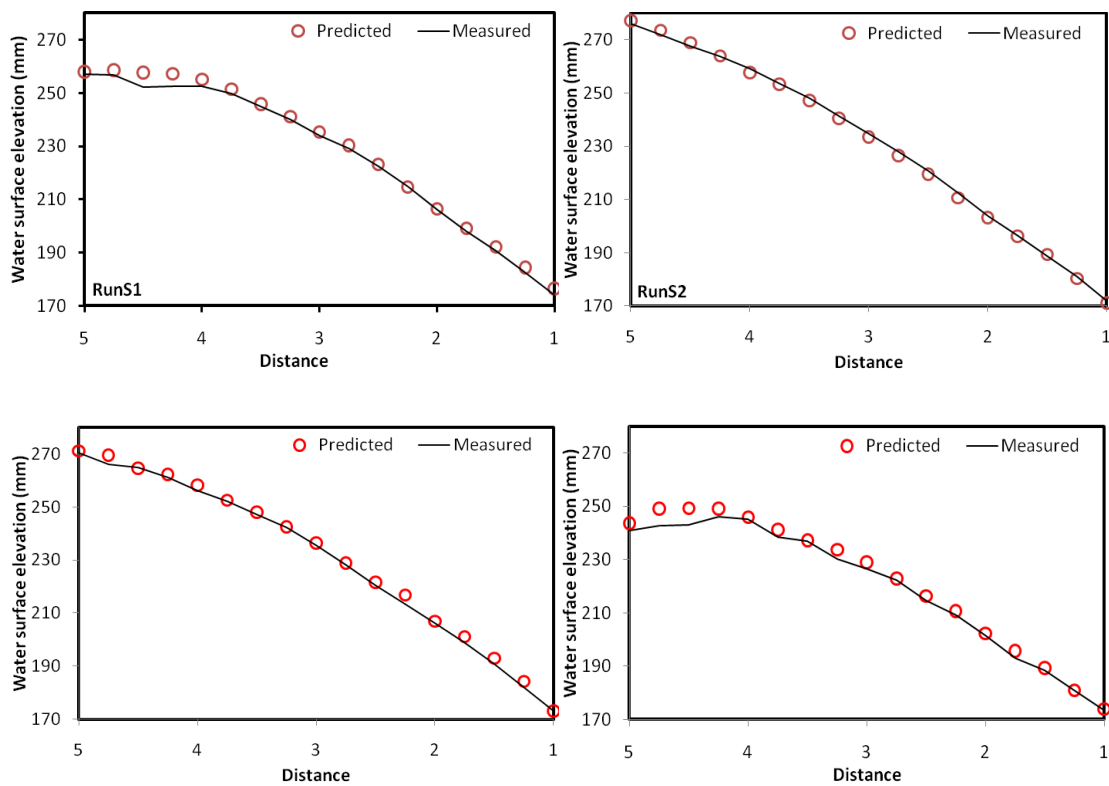 Predicted Measured
Water surface elevation (mm)
270
250
230
210
190
170
RunS1
5 4 3 2 1
Distance
Predicted Measured
Water surface elevation (mm)
270
250
230
210
190
170
RunS2
5 4 3 2 1
Distance
Predicted Measured
Water surface elevation (mm)
270
250
230
210
190
170
5 4 3 2 1
Distance
Predicted Measured
Water surface elevation (mm)
270
250
230
210
190
170
5 4 3 2 1
Distance